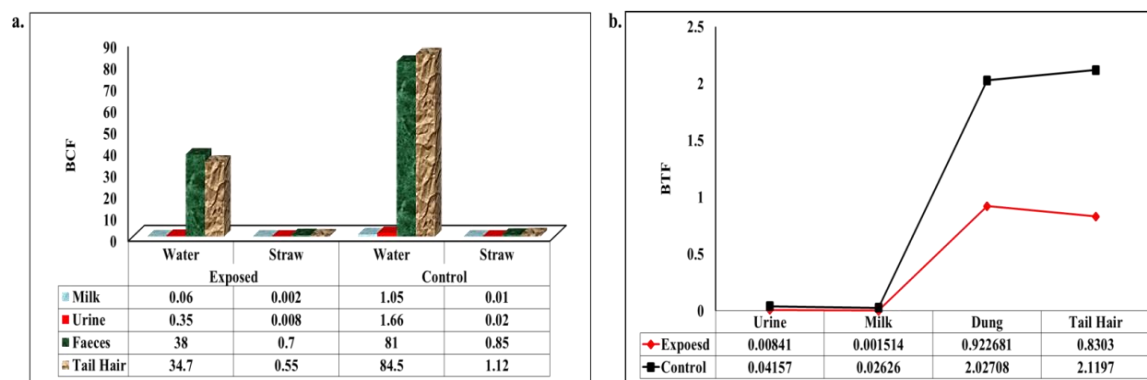 a.
BCF
90
80
70
60
50
40
30
20
10
0
Water Straw Water Straw
Exposed Control
Milk 0.06 0.002 1.05 0.01
Urine 0.35 0.008 1.66 0.02
Faeces 38 0.7 81 0.85
Tail Hair 34.7 0.55 84.5 1.12
b.
BTF
2.5
2
1.5
1
0.5
0
Urine Milk Dung Tail Hair
Expoesd 0.00841 0.001514 0.922681 0.8303
Control 0.04157 0.02626 2.02708 2.1197